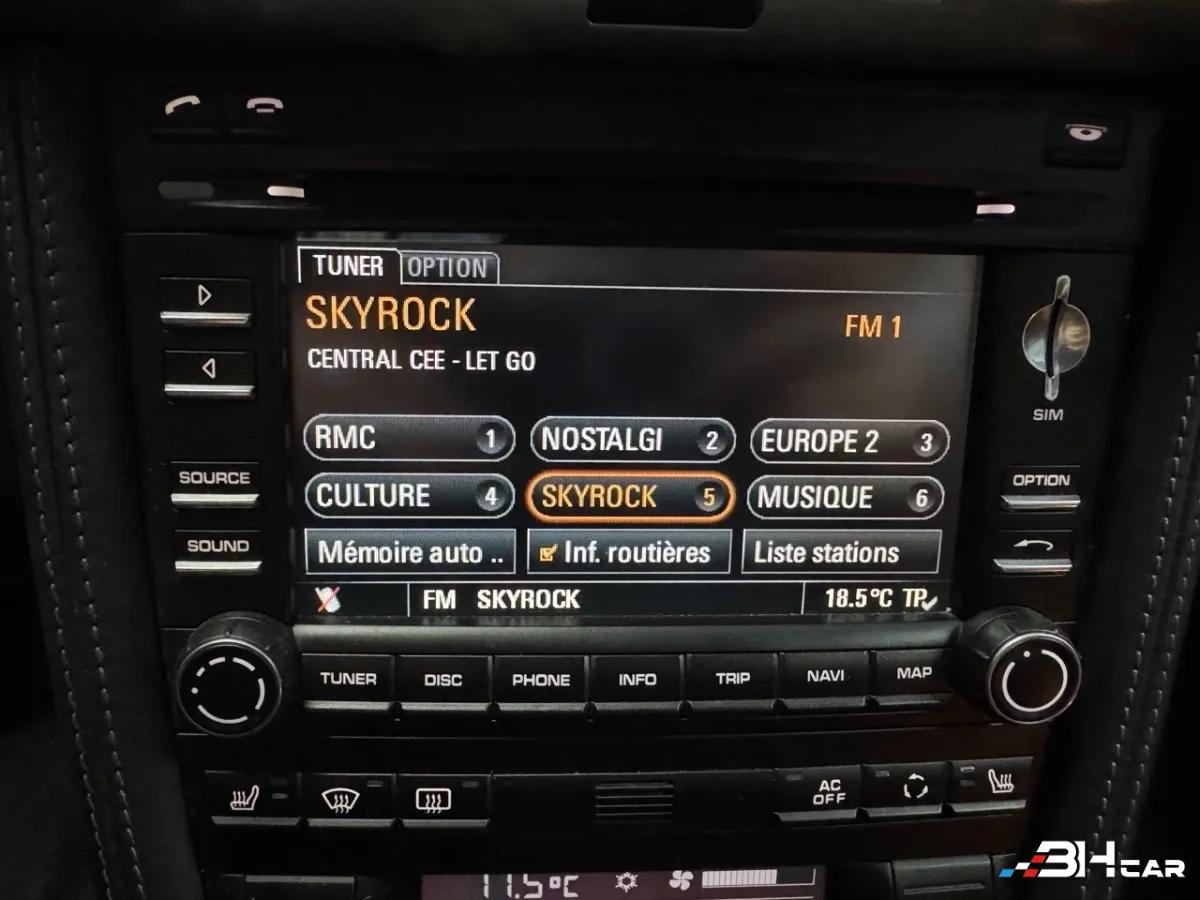 TUNER OPTION
SKYROCK
FM 1
CENTRAL CEE - LET GO
RMC 1 NOSTALGI 2 EUROPE 2 3
CULTURE 4 SKYROCK 5 MUSIQUE 6
Mémoire auto .. Inf. routières Liste stations
FM SKYROCK 18.5°C TP
SOURCE
SOUND
SIM
OPTION
TUNER DISC PHONE INFO TRIP NAVI MAP
AC
OFF
11.5°C
3HCAR